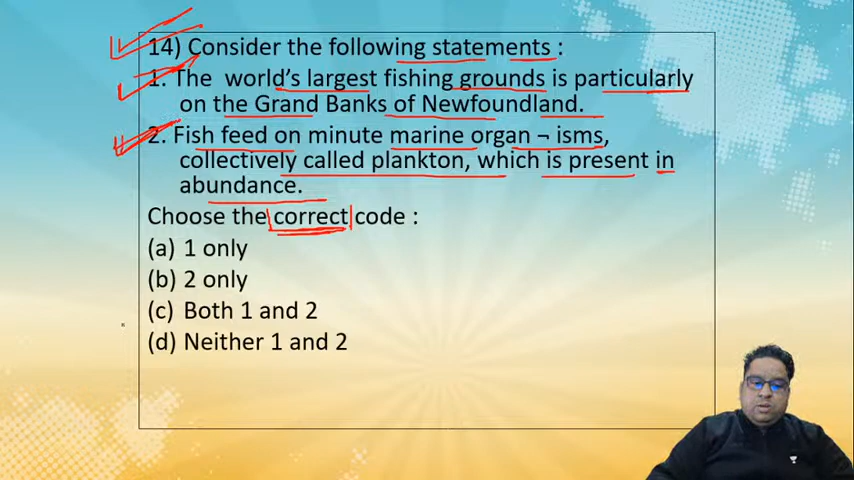 14) Consider the following statements :
1. The world's largest fishing grounds is particularly
on the Grand Banks of Newfoundland.
2. Fish feed on minute marine organ ¬ isms,
collectively called plankton, which is present in
abundance.
Choose the correct code :
(a) 1 only
(b) 2 only
(c) Both 1 and 2
(d) Neither 1 and 2